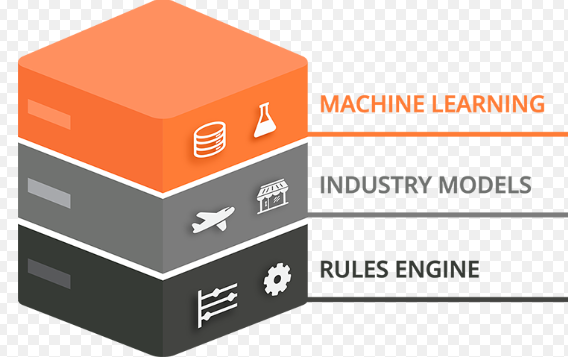 MACHINE LEARNING
INDUSTRY MODELS
RULES ENGINE